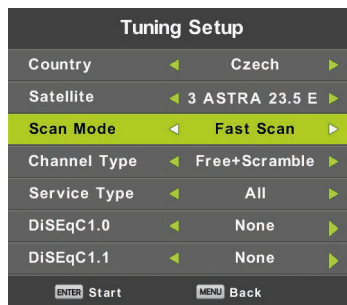 Tuning Setup
Country Czech
Satellite 3 ASTRA 23.5 E
Scan Mode Fast Scan
Channel Type Free+Scramble
Service Type All
DiSEqC1.0 None
DiSEqC1.1 None
ENTER Start MENU Back